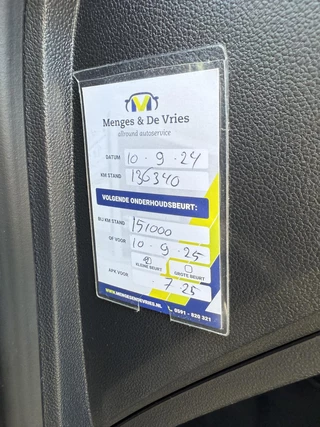 Menges & De Vries
allround autoservice
DATUM 10-9-24
KM STAND 136340
VOLGENDE ONDERHOUDSBEURT:
BIJ KM STAND 151000
OF VOOR 10-9-25
KLEINE BEURT GROTE BEURT
APK VOOR 7-25
WWW.MENGESDEVRIES.NL 0591 - 820 321